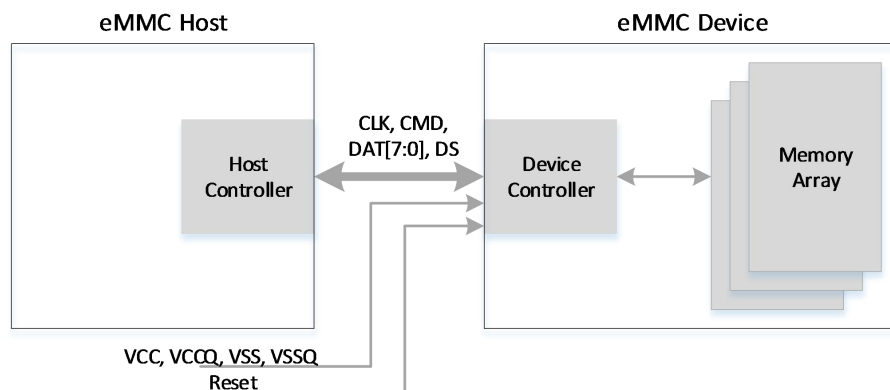 eMMC Host
eMMC Device
CLK, CMD,
DAT[7:0], DS
Host
Controller
Device
Controller
Memory
Array
VCC, VCCQ, VSS, VSSQ
Reset